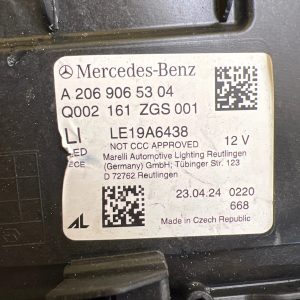 Mercedes-Benz
A 206 906 53 04
Q002 161 ZGS 001
LI LE19A6438
LED NOT CCC APPROVED 12 V
ECE Marelli Automotive Lighting Reutlingen
(Germany) GmbH; Tübinger Str. 123
D 72762 Reutlingen
23.04.24 0220
668
AL Made in Czech Republic